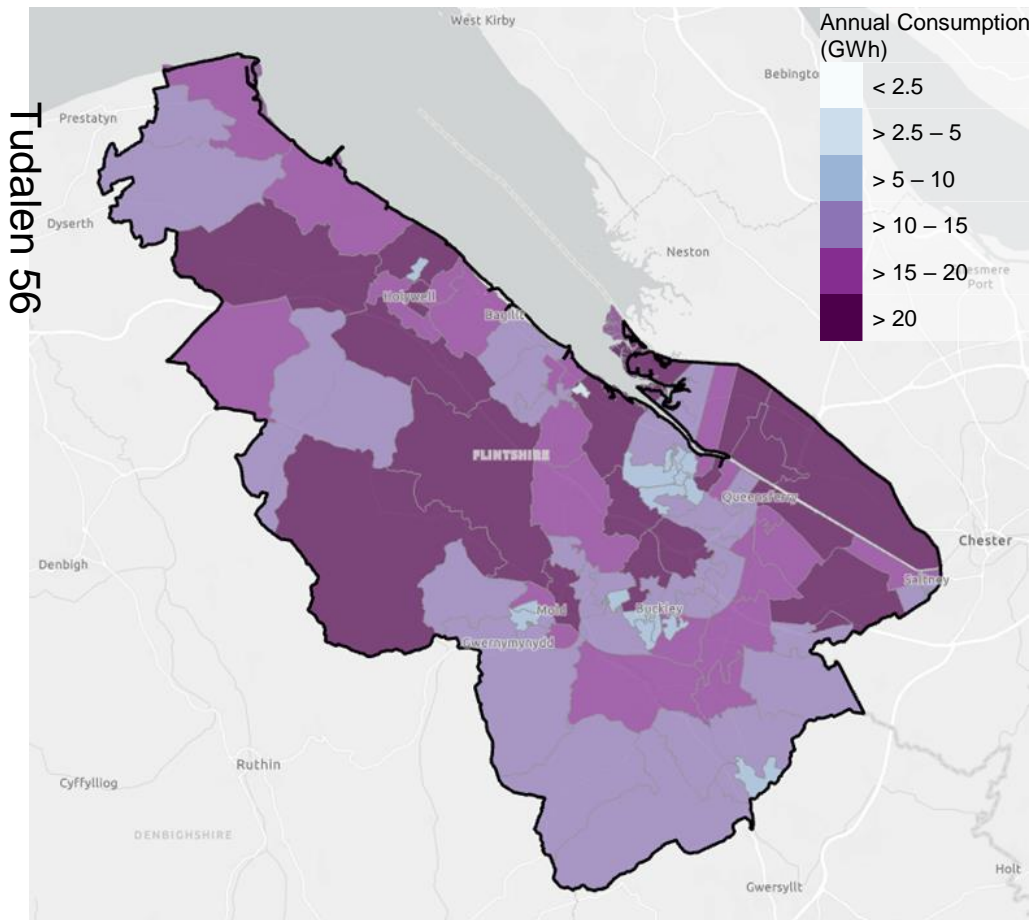 Tudalen 56
West Kirby
Annual Consumption
(GWh)
< 2.5
> 2.5 – 5
> 5 – 10
> 10 – 15
> 15 – 20
> 20
Prestatyn
Dyserth
Neston
Port
Holywell
Bagillt
FLINTSHIRE
Queensferry
Chester
Denbigh
Saltney
Mold
Buckley
Gwernymynydd
Ruthin
Cyffylliog
DENBIGHSHIRE
Gwersyllt
Holt